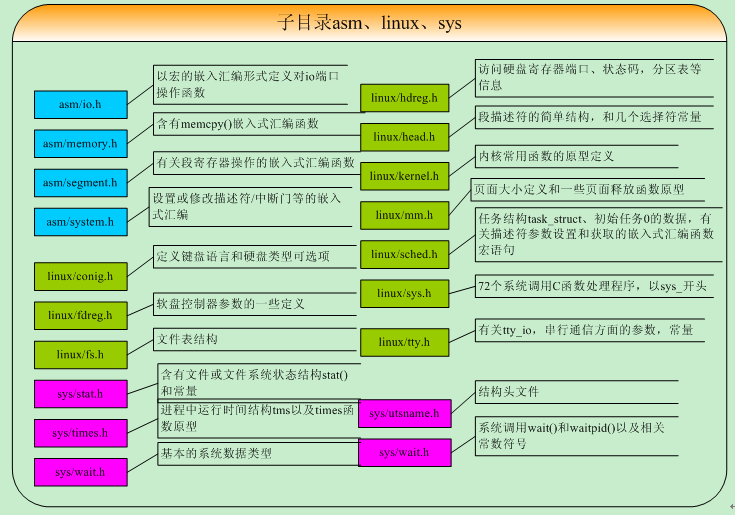 子目录asm、linux、sys
asm/io.h
以宏的嵌入汇编形式定义对io端口
操作函数
asm/memory.h
含有memcpy()嵌入式汇编函数
asm/segment.h
有关段寄存器操作的嵌入式汇编函数
asm/system.h
设置或修改描述符/中断门等的嵌入
式汇编
linux/conig.h
定义键盘语言和硬盘类型可选项
linux/fdreg.h
软盘控制器参数的一些定义
linux/fs.h
文件表结构
sys/stat.h
含有文件或文件系统状态结构stat()
和常量
sys/times.h
进程中运行时间结构tms以及times函
数原型
sys/wait.h
基本的系统数据类型
linux/hdreg.h
访问硬盘寄存器端口、状态码，分区表等
信息
linux/head.h
段描述符的简单结构，和几个选择符常量
linux/kernel.h
内核常用函数的原型定义
linux/mm.h
页面大小定义和一些页面释放函数原型
linux/sched.h
任务结构task_struct、初始任务0的数据，有
关描述符参数设置和获取的嵌入式汇编函数
宏语句
linux/sys.h
72个系统调用C函数处理程序，以sys_开头
linux/tty.h
有关tty_io，串行通信方面的参数，常量
sys/utsname.h
结构头文件
sys/wait.h
系统调用wait()和waitpid()以及相关
常数符号